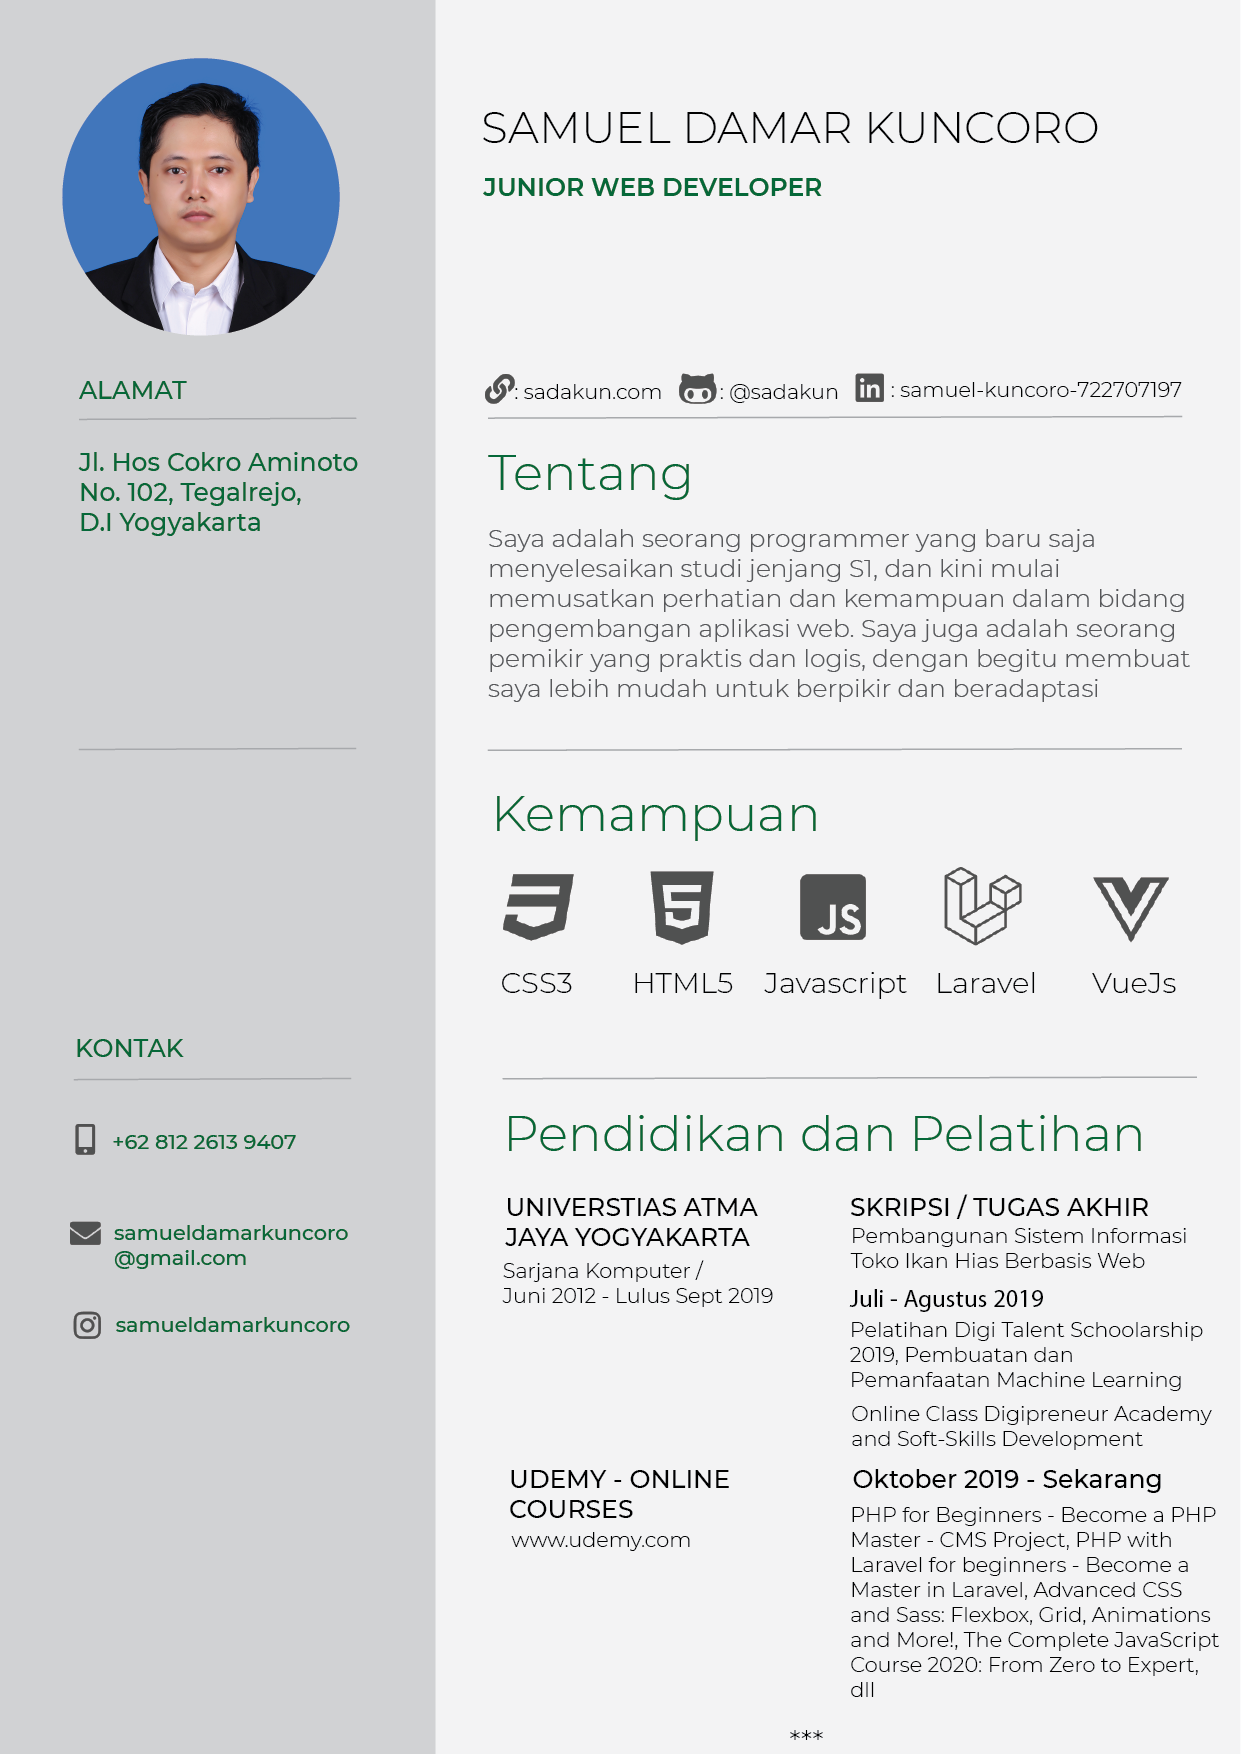 SAMUEL DAMAR KUNCORO
JUNIOR WEB DEVELOPER
ALAMAT
Jl. Hos Cokro Aminoto
No. 102, Tegalrejo,
D.I Yogyakarta
KONTAK
+62 812 2613 9407
samueldamarkuncoro
@gmail.com
samueldamarkuncoro
: sadakun.com : @sadakun in : samuel-kuncoro-722707197
Tentang
Saya adalah seorang programmer yang baru saja
menyelesaikan studi jenjang S1, dan kini mulai
memusatkan perhatian dan kemampuan dalam bidang
pengembangan aplikasi web. Saya juga adalah seorang
pemikir yang praktis dan logis, dengan begitu membuat
saya lebih mudah untuk berpikir dan beradaptasi
Kemampuan
JS
CSS3 HTML5 Javascript Laravel VueJs
Pendidikan dan Pelatihan
UNIVERSTIAS ATMA
JAYA YOGYAKARTA
Sarjana Komputer /
Juni 2012 - Lulus Sept 2019
SKRIPSI / TUGAS AKHIR
Pembangunan Sistem Informasi
Toko Ikan Hias Berbasis Web
Juli - Agustus 2019
Pelatihan Digi Talent Schoolarship
2019, Pembuatan dan
Pemanfaatan Machine Learning
Online Class Digipreneur Academy
and Soft-Skills Development
UDEMY - ONLINE
COURSES
www.udemy.com
Oktober 2019 - Sekarang
PHP for Beginners - Become a PHP
Master - CMS Project, PHP with
Laravel for beginners - Become a
Master in Laravel, Advanced CSS
and Sass: Flexbox, Grid, Animations
and More!, The Complete JavaScript
Course 2020: From Zero to Expert,
dll
***